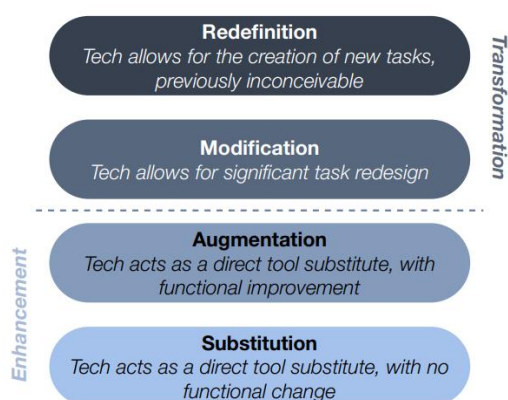 Redefinition
Tech allows for the creation of new tasks,
previously inconceivable
Transformation
Modification
Tech allows for significant task redesign
Augmentation
Tech acts as a direct tool substitute, with
functional improvement
Enhancement
Substitution
Tech acts as a direct tool substitute, with no
functional change